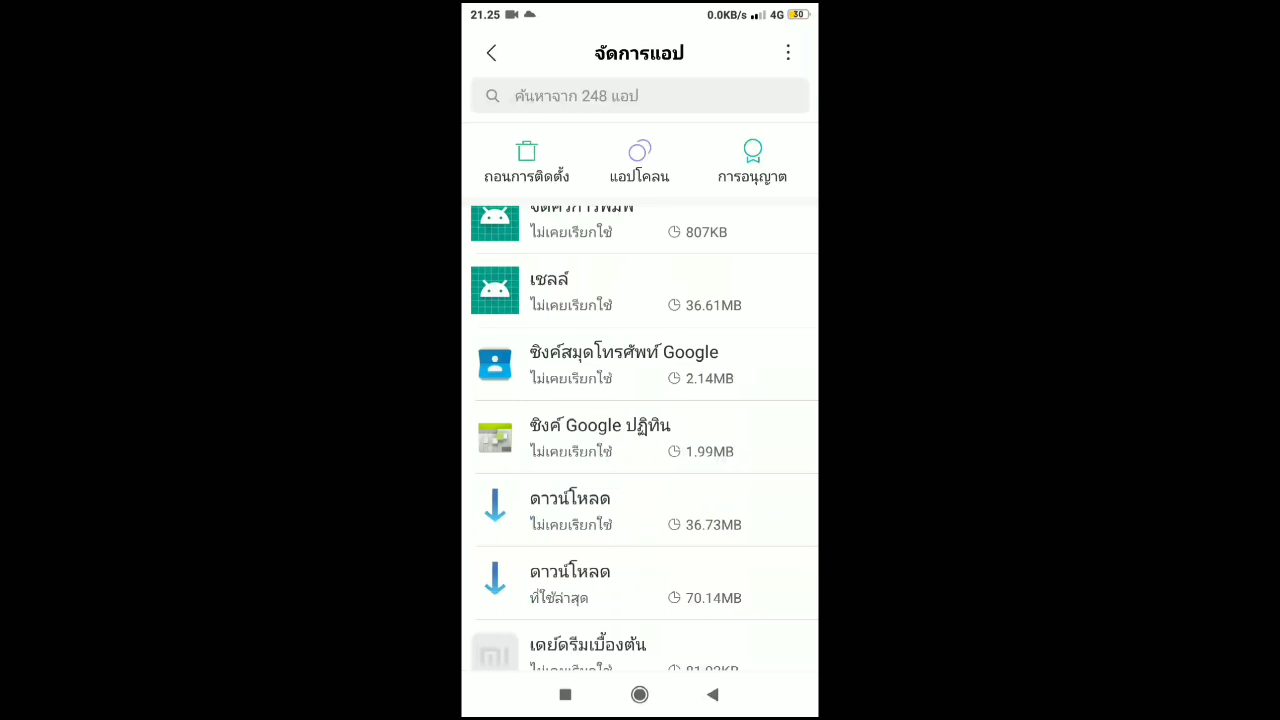 21.25 0.0KB/s 4G 30
จัดการแอป
ค้นหาจาก 248 แอป
ถอนการติดตั้ง แอปโคลน การอนุญาต
ไม่เคยเรียกใช้ 807KB
เชลล์
ไม่เคยเรียกใช้ 36.61MB
ซิงค์สมุดโทรศัพท์ Google
ไม่เคยเรียกใช้ 2.14MB
ซิงค์ Google ปฏิทิน
ไม่เคยเรียกใช้ 1.99MB
ดาวน์โหลด
ไม่เคยเรียกใช้ 36.73MB
ดาวน์โหลด
ที่ใช้ล่าสุด 70.14MB
เดย์ดรีมเบื้องต้น